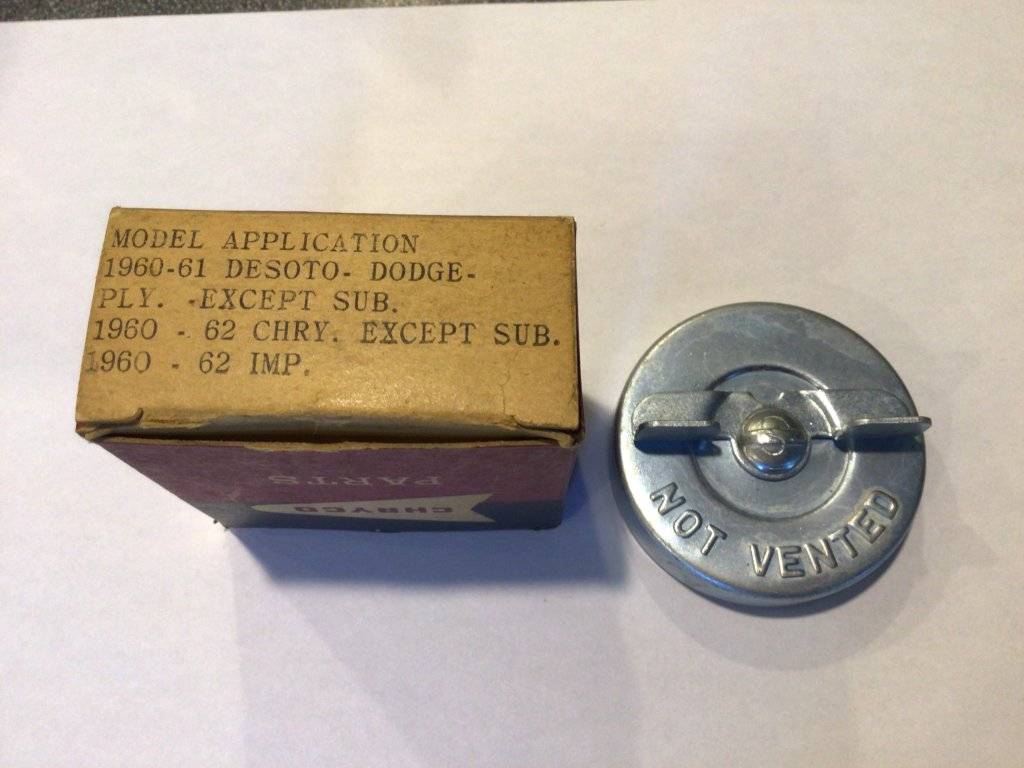 MODEL APPLICATION
1960-61 DESOTO- DODGE-
PLY. -EXCEPT SUB.
1960 - 62 CHRY. EXCEPT SUB.
1960 - 62 IMP.
PARTS
CHRYCO
NOT VENTED